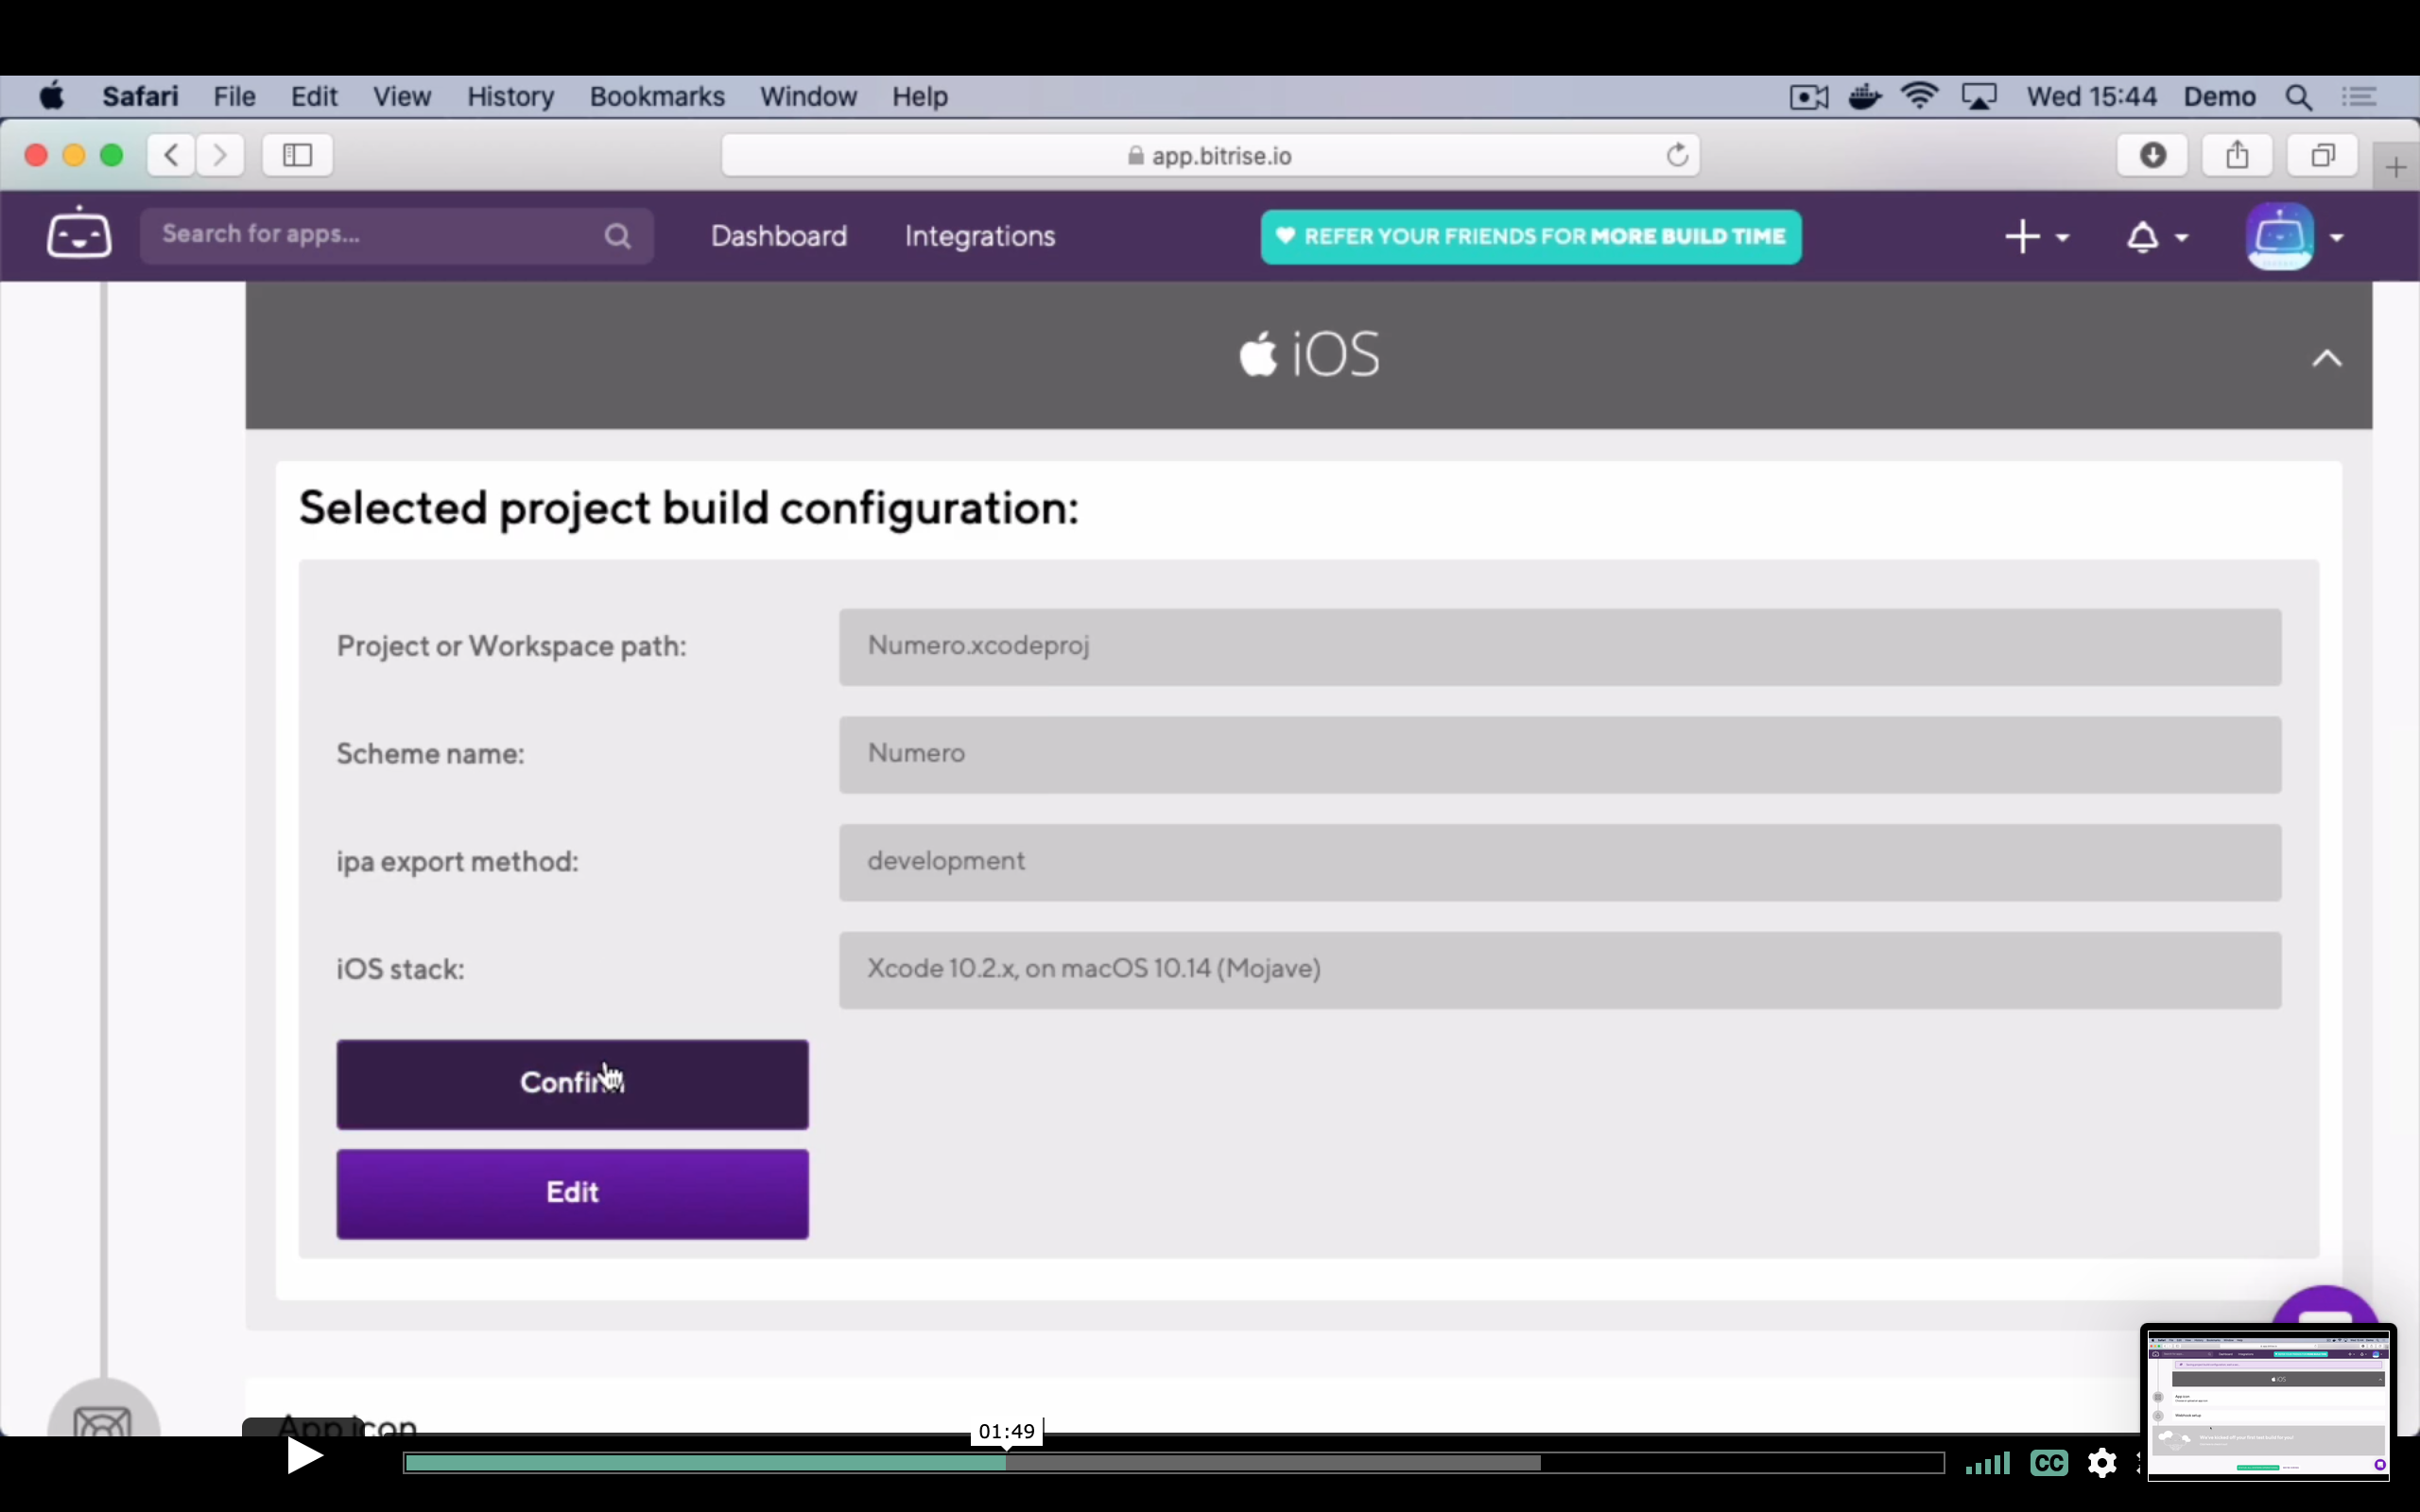 Safari File Edit View History Bookmarks Window Help Wed 15:44 Demo
app.bitrise.io
Search for apps... Dashboard Integrations REFER YOUR FRIENDS FOR MORE BUILD TIME
iOS
Selected project build configuration:
Project or Workspace path: Numero.xcodeproj
Scheme name: Numero
ipa export method: development
iOS stack: Xcode 10.2.x, on macOS 10.14 (Mojave)
Confirm
Edit
App icon
01:49
CC